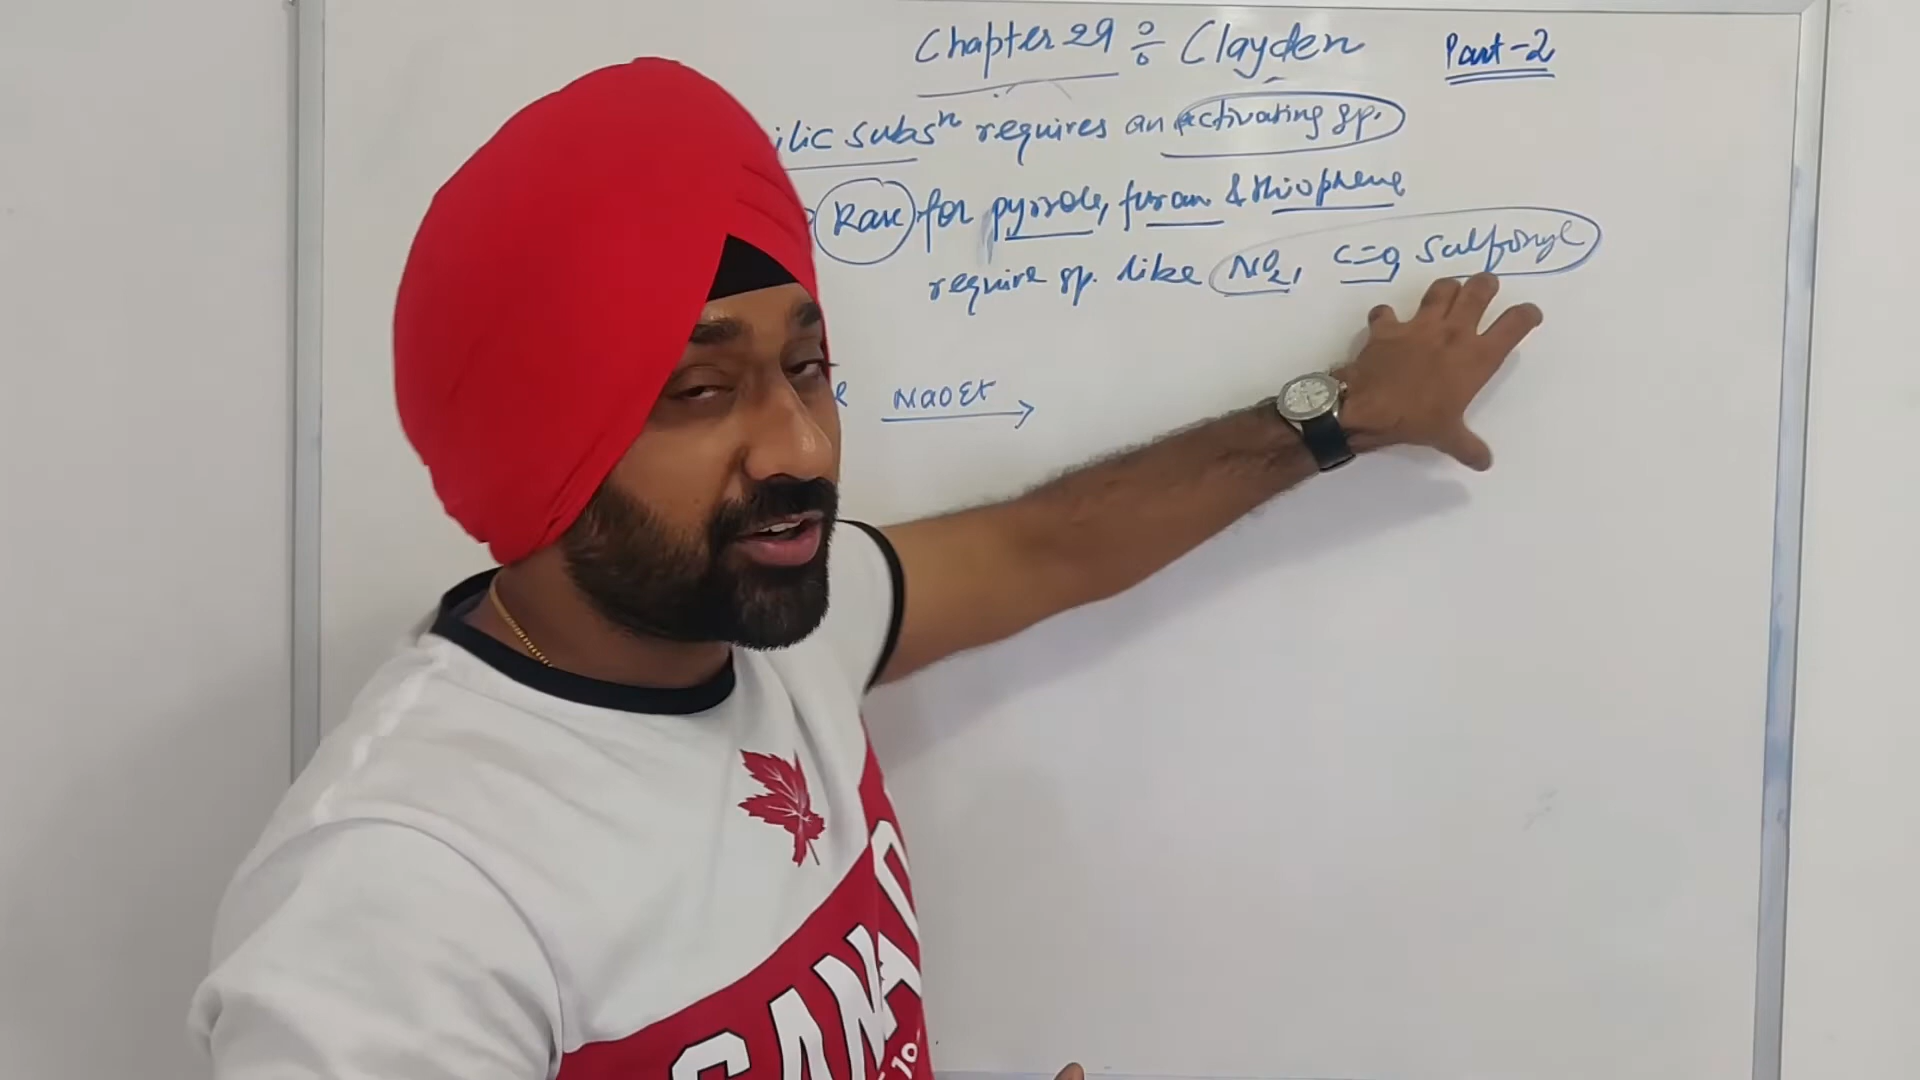 Chapter 29 ÷ Clayden Part-2
ilic subsⁿ requires an activating gp.
Rare for pyrrole, furan & thiophene
require gp. like NO₂, C=O, Sulfonyl
NaOEt
CANAD